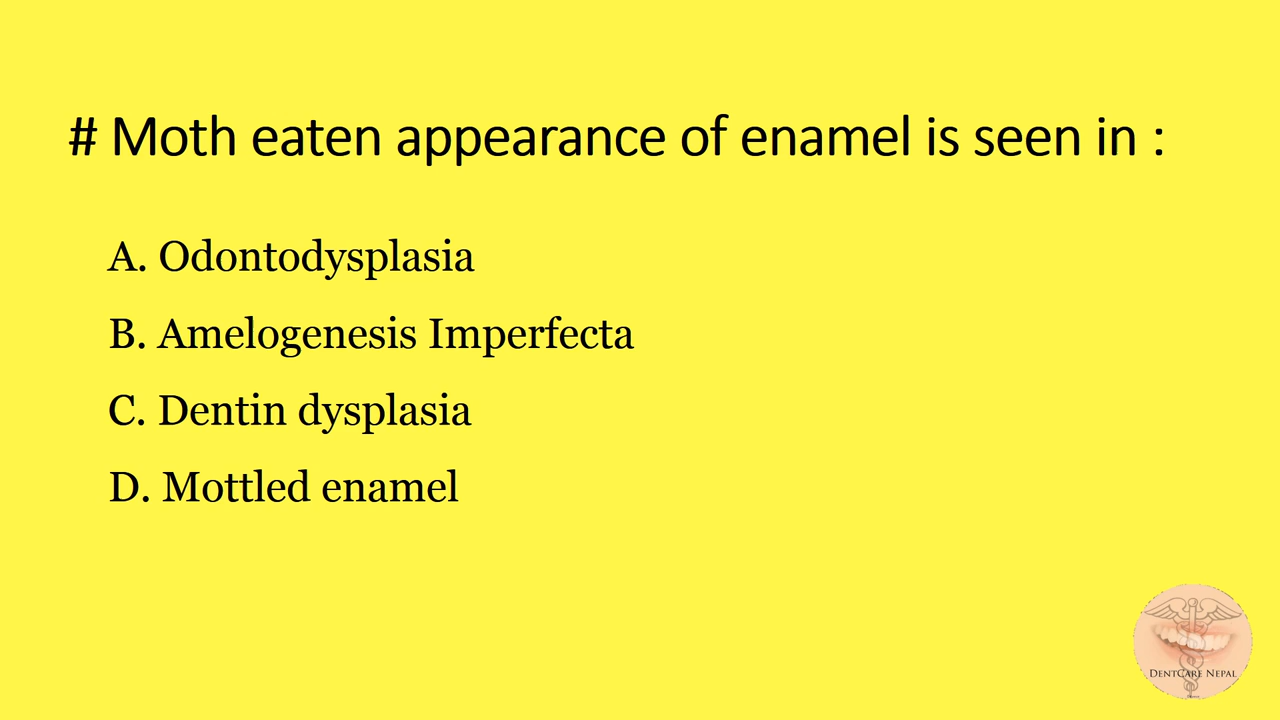 # Moth eaten appearance of enamel is seen in :
A. Odontodysplasia
B. Amelogenesis Imperfecta
C. Dentin dysplasia
D. Mottled enamel
DENTCARE NEPAL